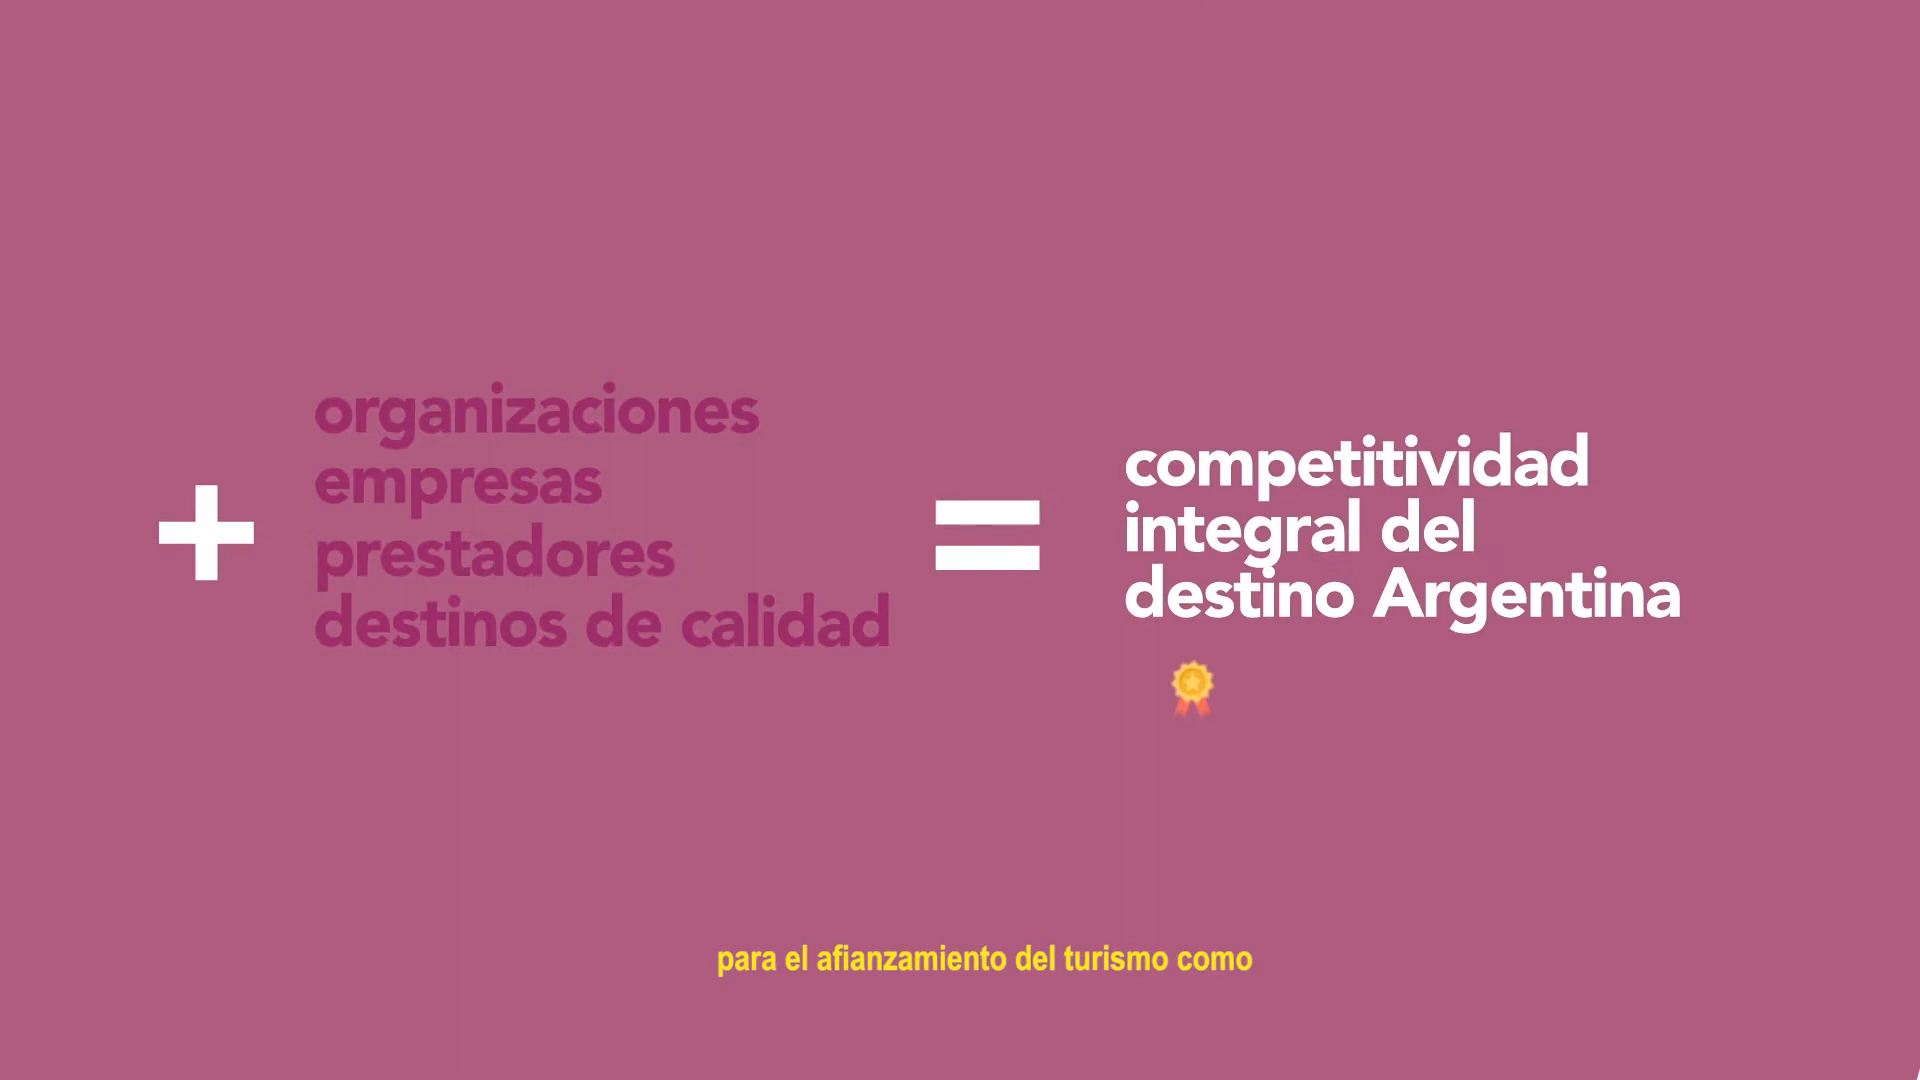 +
organizaciones
empresas
prestadores
destinos de calidad
=
competitividad
integral del
destino Argentina
para el afianzamiento del turismo como